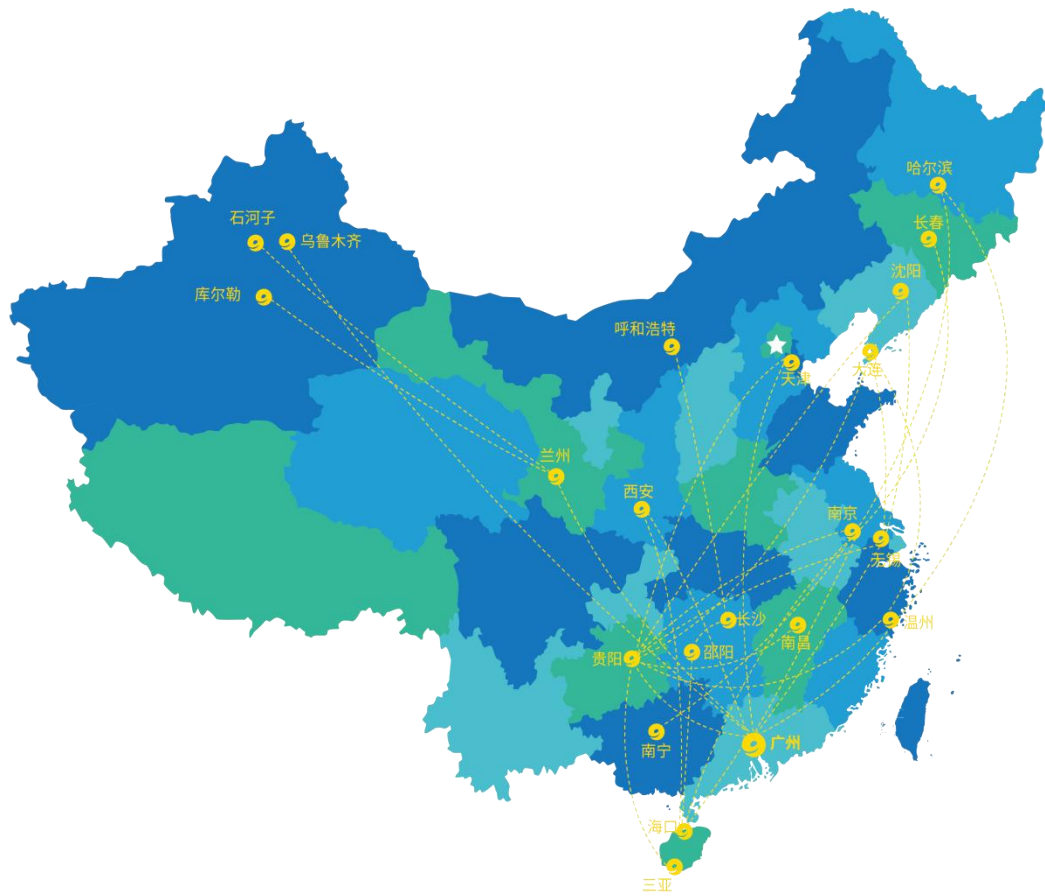 哈尔滨
石河子
长春
乌鲁木齐
沈阳
库尔勒
呼和浩特
大连
天津
兰州
西安
南京
无锡
长沙
温州
南昌
邵阳
贵阳
广州
南宁
海口
三亚